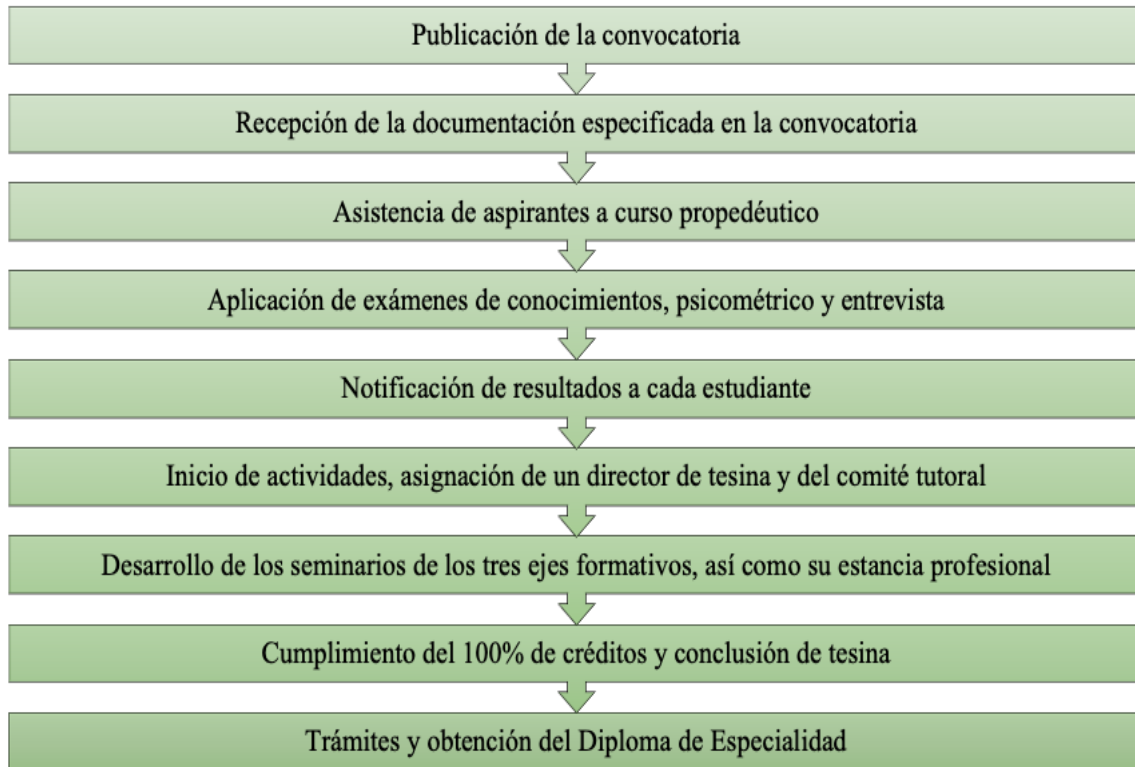 Publicación de la convocatoria
Recepción de la documentación especificada en la convocatoria
Asistencia de aspirantes a curso propedéutico
Aplicación de exámenes de conocimientos, psicométrico y entrevista
Notificación de resultados a cada estudiante
Inicio de actividades, asignación de un director de tesina y del comité tutoral
Desarrollo de los seminarios de los tres ejes formativos, así como su estancia profesional
Cumplimiento del 100% de créditos y conclusión de tesina
Trámites y obtención del Diploma de Especialidad